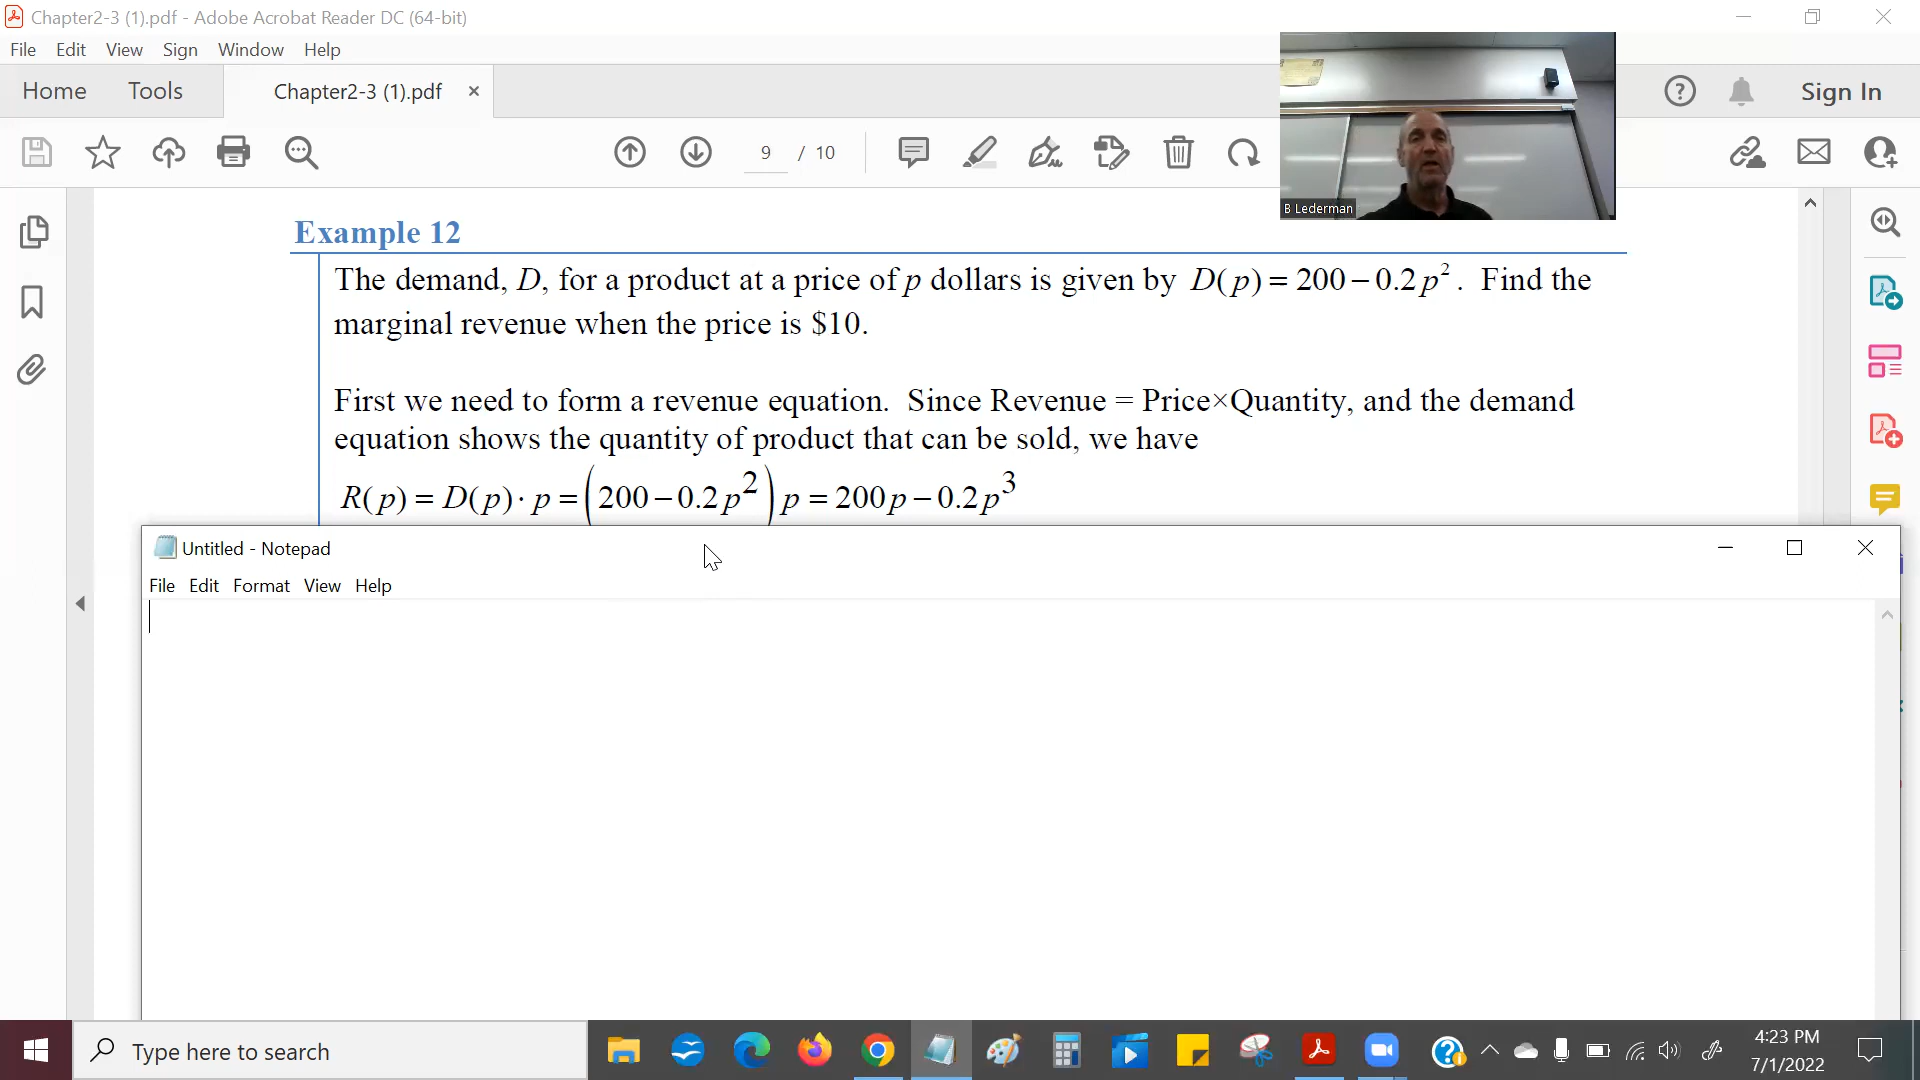 Chapter2-3 (1).pdf - Adobe Acrobat Reader DC (64-bit)
File Edit View Sign Window Help
Home Tools Chapter2-3 (1).pdf × Sign In
9 / 10
B Lederman
Example 12
The demand, D, for a product at a price of p dollars is given by D(p) = 200 − 0.2p². Find the
marginal revenue when the price is $10.
First we need to form a revenue equation. Since Revenue = Price×Quantity, and the demand
equation shows the quantity of product that can be sold, we have
R(p) = D(p) · p = (200 − 0.2p²)p = 200p − 0.2p³
Untitled - Notepad
File Edit Format View Help
Type here to search
4:23 PM
7/1/2022